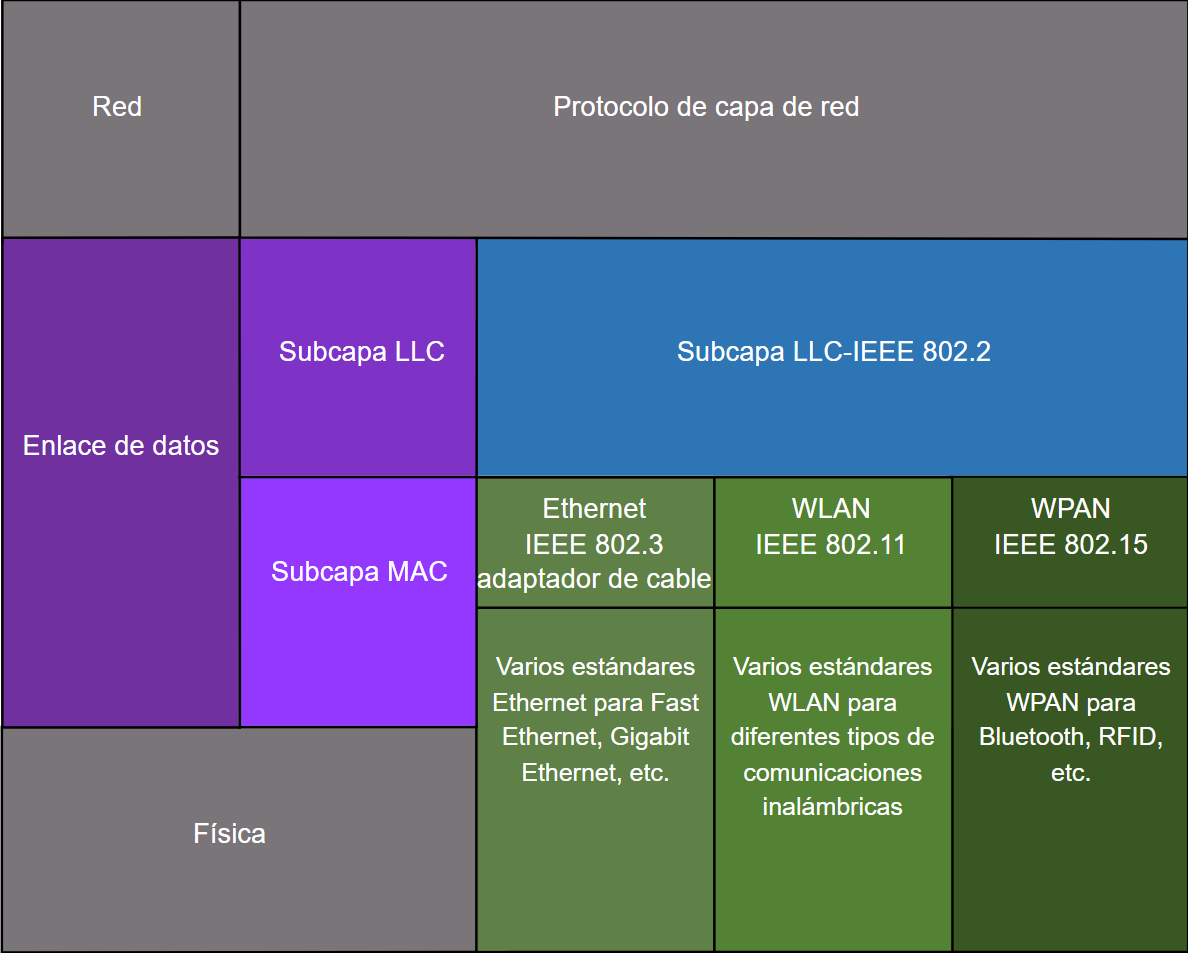 Red
Protocolo de capa de red
Enlace de datos
Subcapa LLC
Subcapa LLC-IEEE 802.2
Subcapa MAC
Ethernet
IEEE 802.3
adaptador de cable
WLAN
IEEE 802.11
WPAN
IEEE 802.15
Varios estándares
Ethernet para Fast
Ethernet, Gigabit
Ethernet, etc.
Varios estándares
WLAN para
diferentes tipos de
comunicaciones
inalámbricas
Varios estándares
WPAN para
Bluetooth, RFID,
etc.
Física